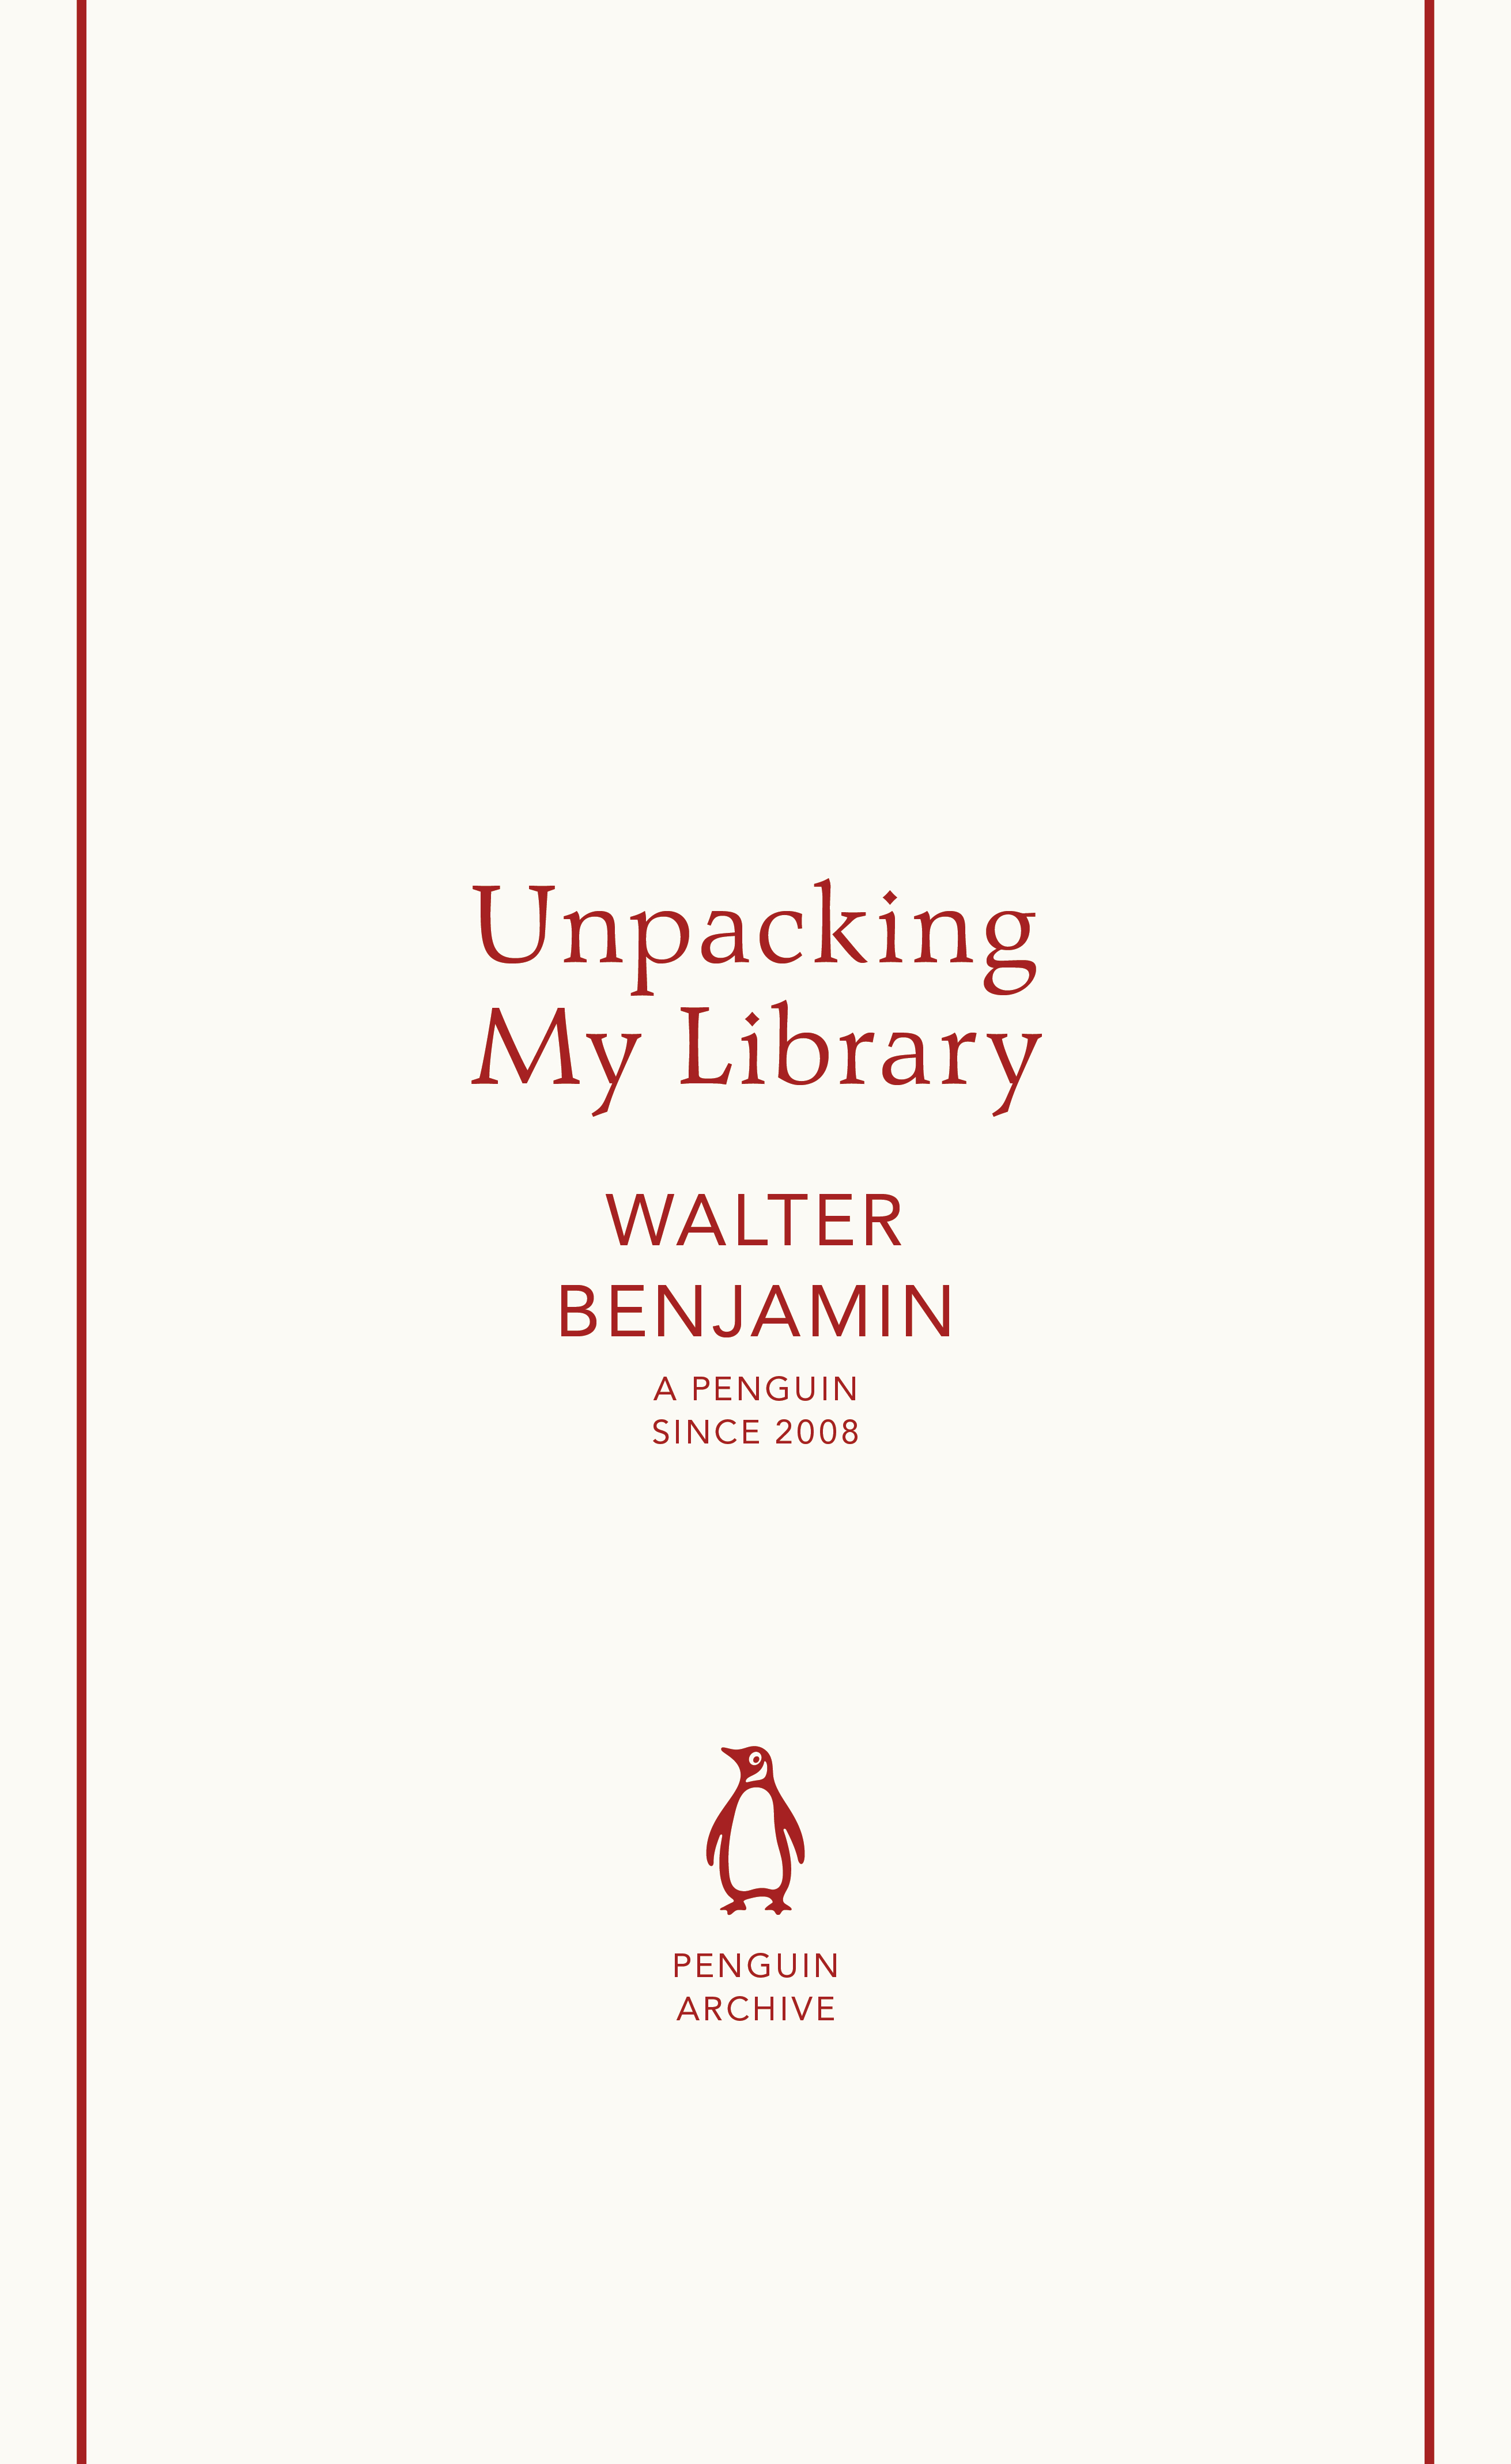 Unpacking
My Library
WALTER
BENJAMIN
A PENGUIN
SINCE 2008
PENGUIN
ARCHIVE